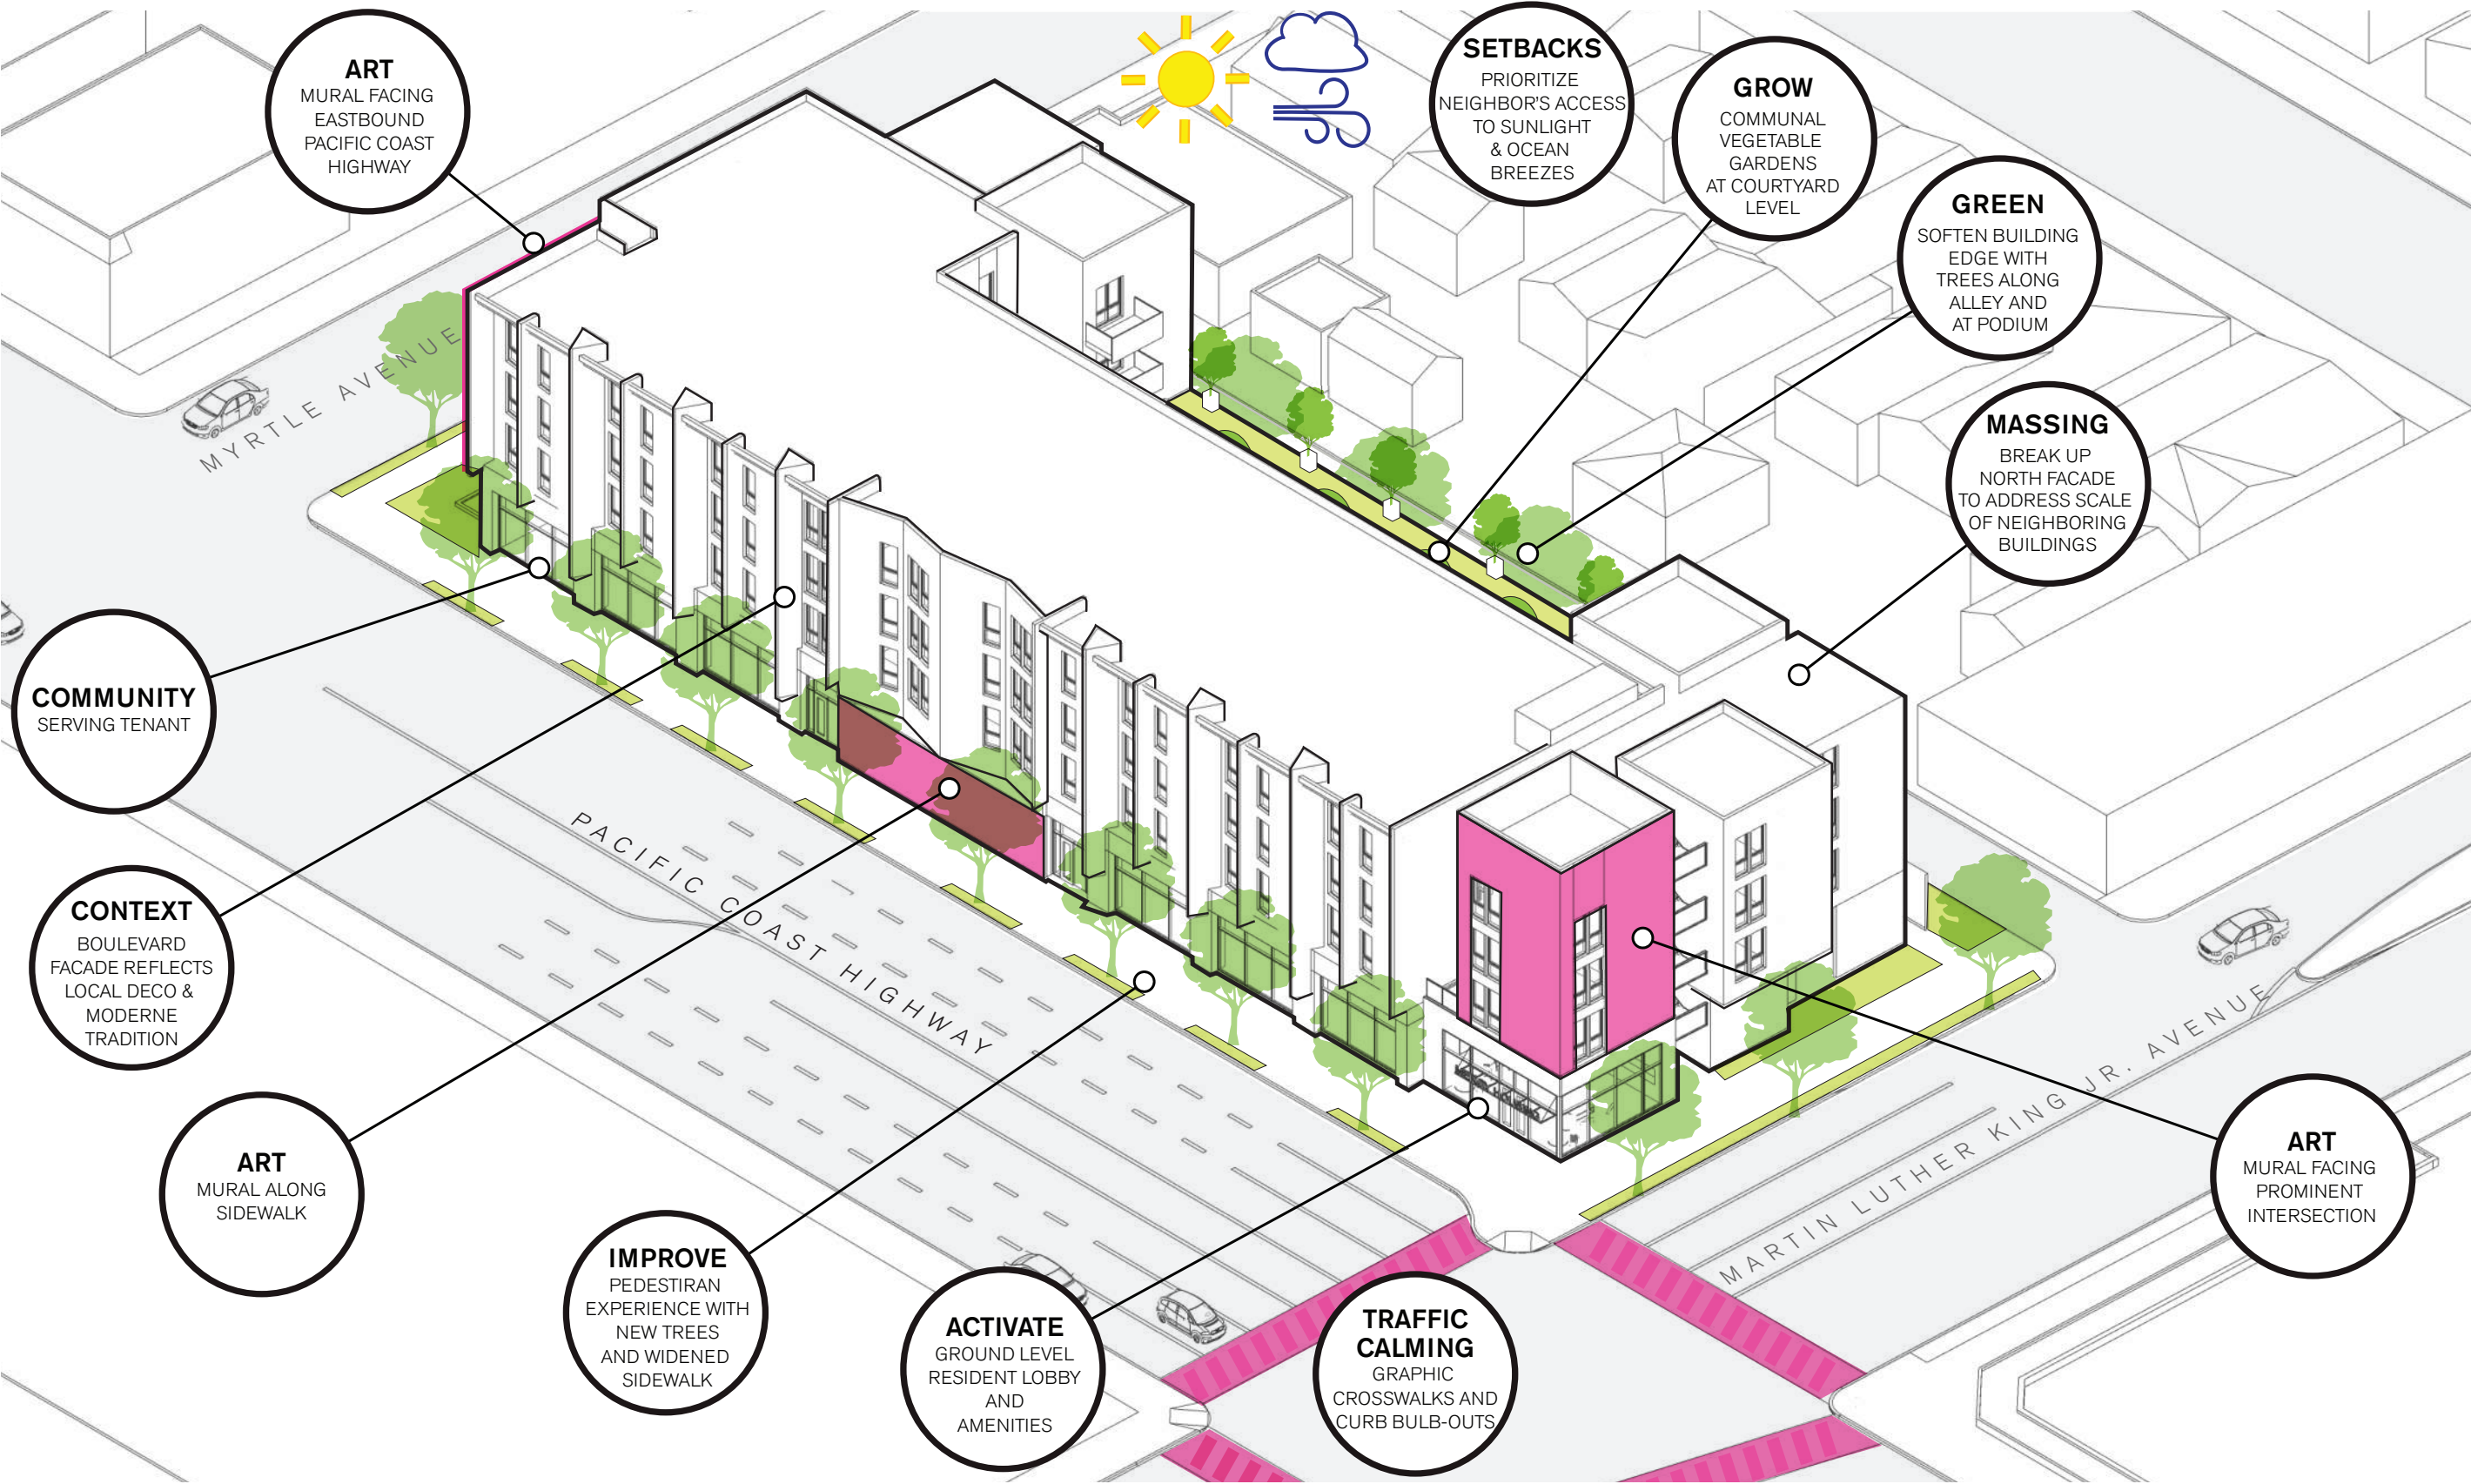 ART
MURAL FACING
EASTBOUND
PACIFIC COAST
HIGHWAY
SETBACKS
PRIORITIZE
NEIGHBOR'S ACCESS
TO SUNLIGHT
& OCEAN
BREEZES
GROW
COMMUNAL
VEGETABLE
GARDENS
AT COURTYARD
LEVEL
GREEN
SOFTEN BUILDING
EDGE WITH
TREES ALONG
ALLEY AND
AT PODIUM
MASSING
BREAK UP
NORTH FACADE
TO ADDRESS SCALE
OF NEIGHBORING
BUILDINGS
MYRTLE AVENUE
COMMUNITY
SERVING TENANT
CONTEXT
BOULEVARD
FACADE REFLECTS
LOCAL DECO &
MODERNE
TRADITION
PACIFIC COAST HIGHWAY
ART
MURAL ALONG
SIDEWALK
IMPROVE
PEDESTIRAN
EXPERIENCE WITH
NEW TREES
AND WIDENED
SIDEWALK
ACTIVATE
GROUND LEVEL
RESIDENT LOBBY
AND
AMENITIES
TRAFFIC
CALMING
GRAPHIC
CROSSWALKS AND
CURB BULB-OUTS
MARTIN LUTHER KING JR. AVENUE
ART
MURAL FACING
PROMINENT
INTERSECTION